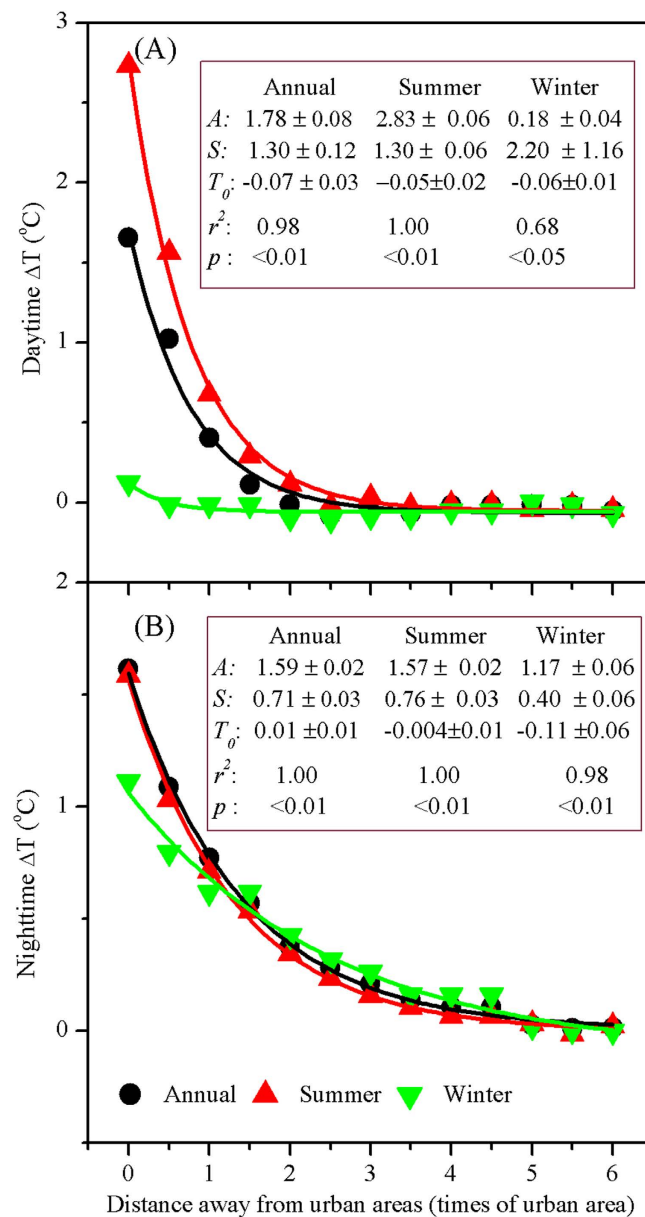 3
(A)
Annual Summer Winter
A: 1.78 ± 0.08 2.83 ± 0.06 0.18 ± 0.04
S: 1.30 ± 0.12 1.30 ± 0.06 2.20 ± 1.16
T0: -0.07 ± 0.03 –0.05±0.02 -0.06±0.01
r2: 0.98 1.00 0.68
p : <0.01 <0.01 <0.05
2
1
0
Daytime ΔT (oC)
2
(B)
Annual Summer Winter
A: 1.59 ± 0.02 1.57 ± 0.02 1.17 ± 0.06
S: 0.71 ± 0.03 0.76 ± 0.03 0.40 ± 0.06
T0: 0.01 ±0.01 -0.004±0.01 -0.11 ±0.06
r2: 1.00 1.00 0.98
p : <0.01 <0.01 <0.01
1
0
Nighttime ΔT (oC)
Annual Summer Winter
0 1 2 3 4 5 6
Distance away from urban areas (times of urban area)